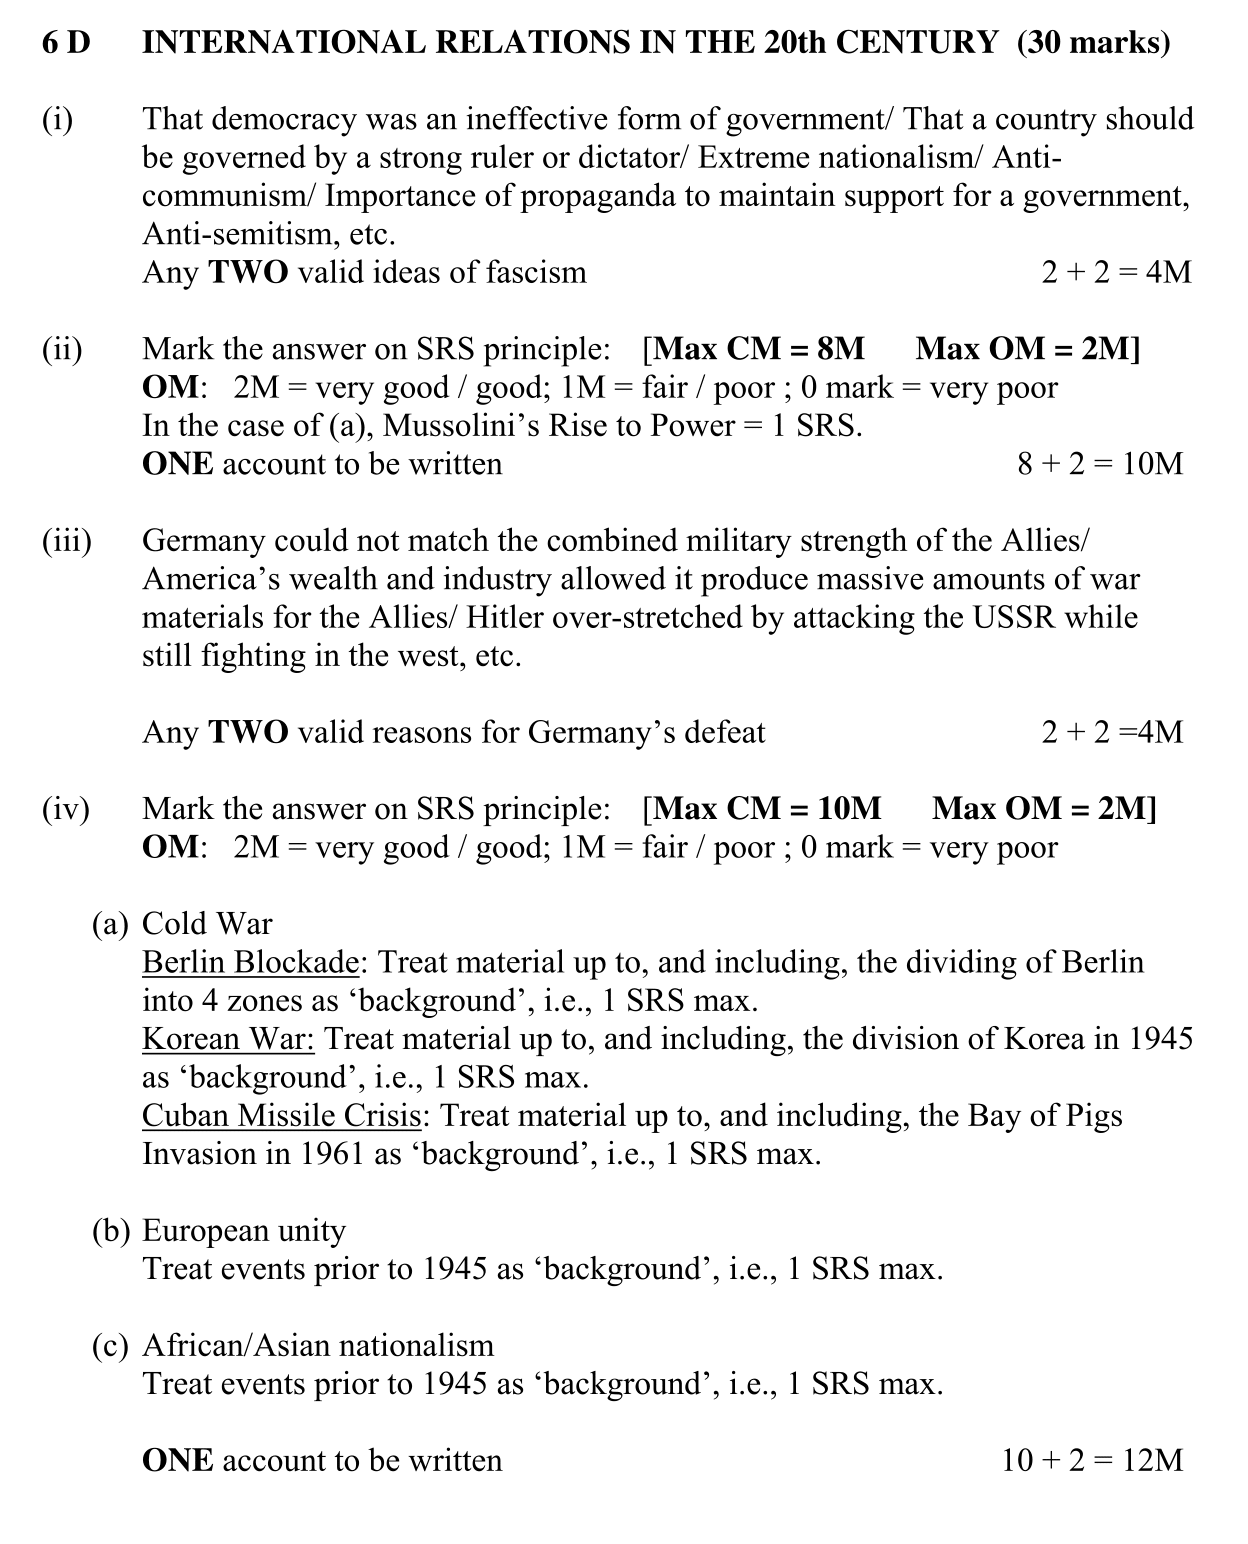 6 D INTERNATIONAL RELATIONS IN THE 20th CENTURY (30 marks)
(i) That democracy was an ineffective form of government/ That a country should
be governed by a strong ruler or dictator/ Extreme nationalism/ Anti-
communism/ Importance of propaganda to maintain support for a government,
Anti-semitism, etc.
Any TWO valid ideas of fascism 2 + 2 = 4M
(ii) Mark the answer on SRS principle: [Max CM = 8M Max OM = 2M]
OM: 2M = very good / good; 1M = fair / poor ; 0 mark = very poor
In the case of (a), Mussolini’s Rise to Power = 1 SRS.
ONE account to be written 8 + 2 = 10M
(iii) Germany could not match the combined military strength of the Allies/
America’s wealth and industry allowed it produce massive amounts of war
materials for the Allies/ Hitler over-stretched by attacking the USSR while
still fighting in the west, etc.
Any TWO valid reasons for Germany’s defeat 2 + 2 =4M
(iv) Mark the answer on SRS principle: [Max CM = 10M Max OM = 2M]
OM: 2M = very good / good; 1M = fair / poor ; 0 mark = very poor
(a) Cold War
Berlin Blockade: Treat material up to, and including, the dividing of Berlin
into 4 zones as ‘background’, i.e., 1 SRS max.
Korean War: Treat material up to, and including, the division of Korea in 1945
as ‘background’, i.e., 1 SRS max.
Cuban Missile Crisis: Treat material up to, and including, the Bay of Pigs
Invasion in 1961 as ‘background’, i.e., 1 SRS max.
(b) European unity
Treat events prior to 1945 as ‘background’, i.e., 1 SRS max.
(c) African/Asian nationalism
Treat events prior to 1945 as ‘background’, i.e., 1 SRS max.
ONE account to be written 10 + 2 = 12M